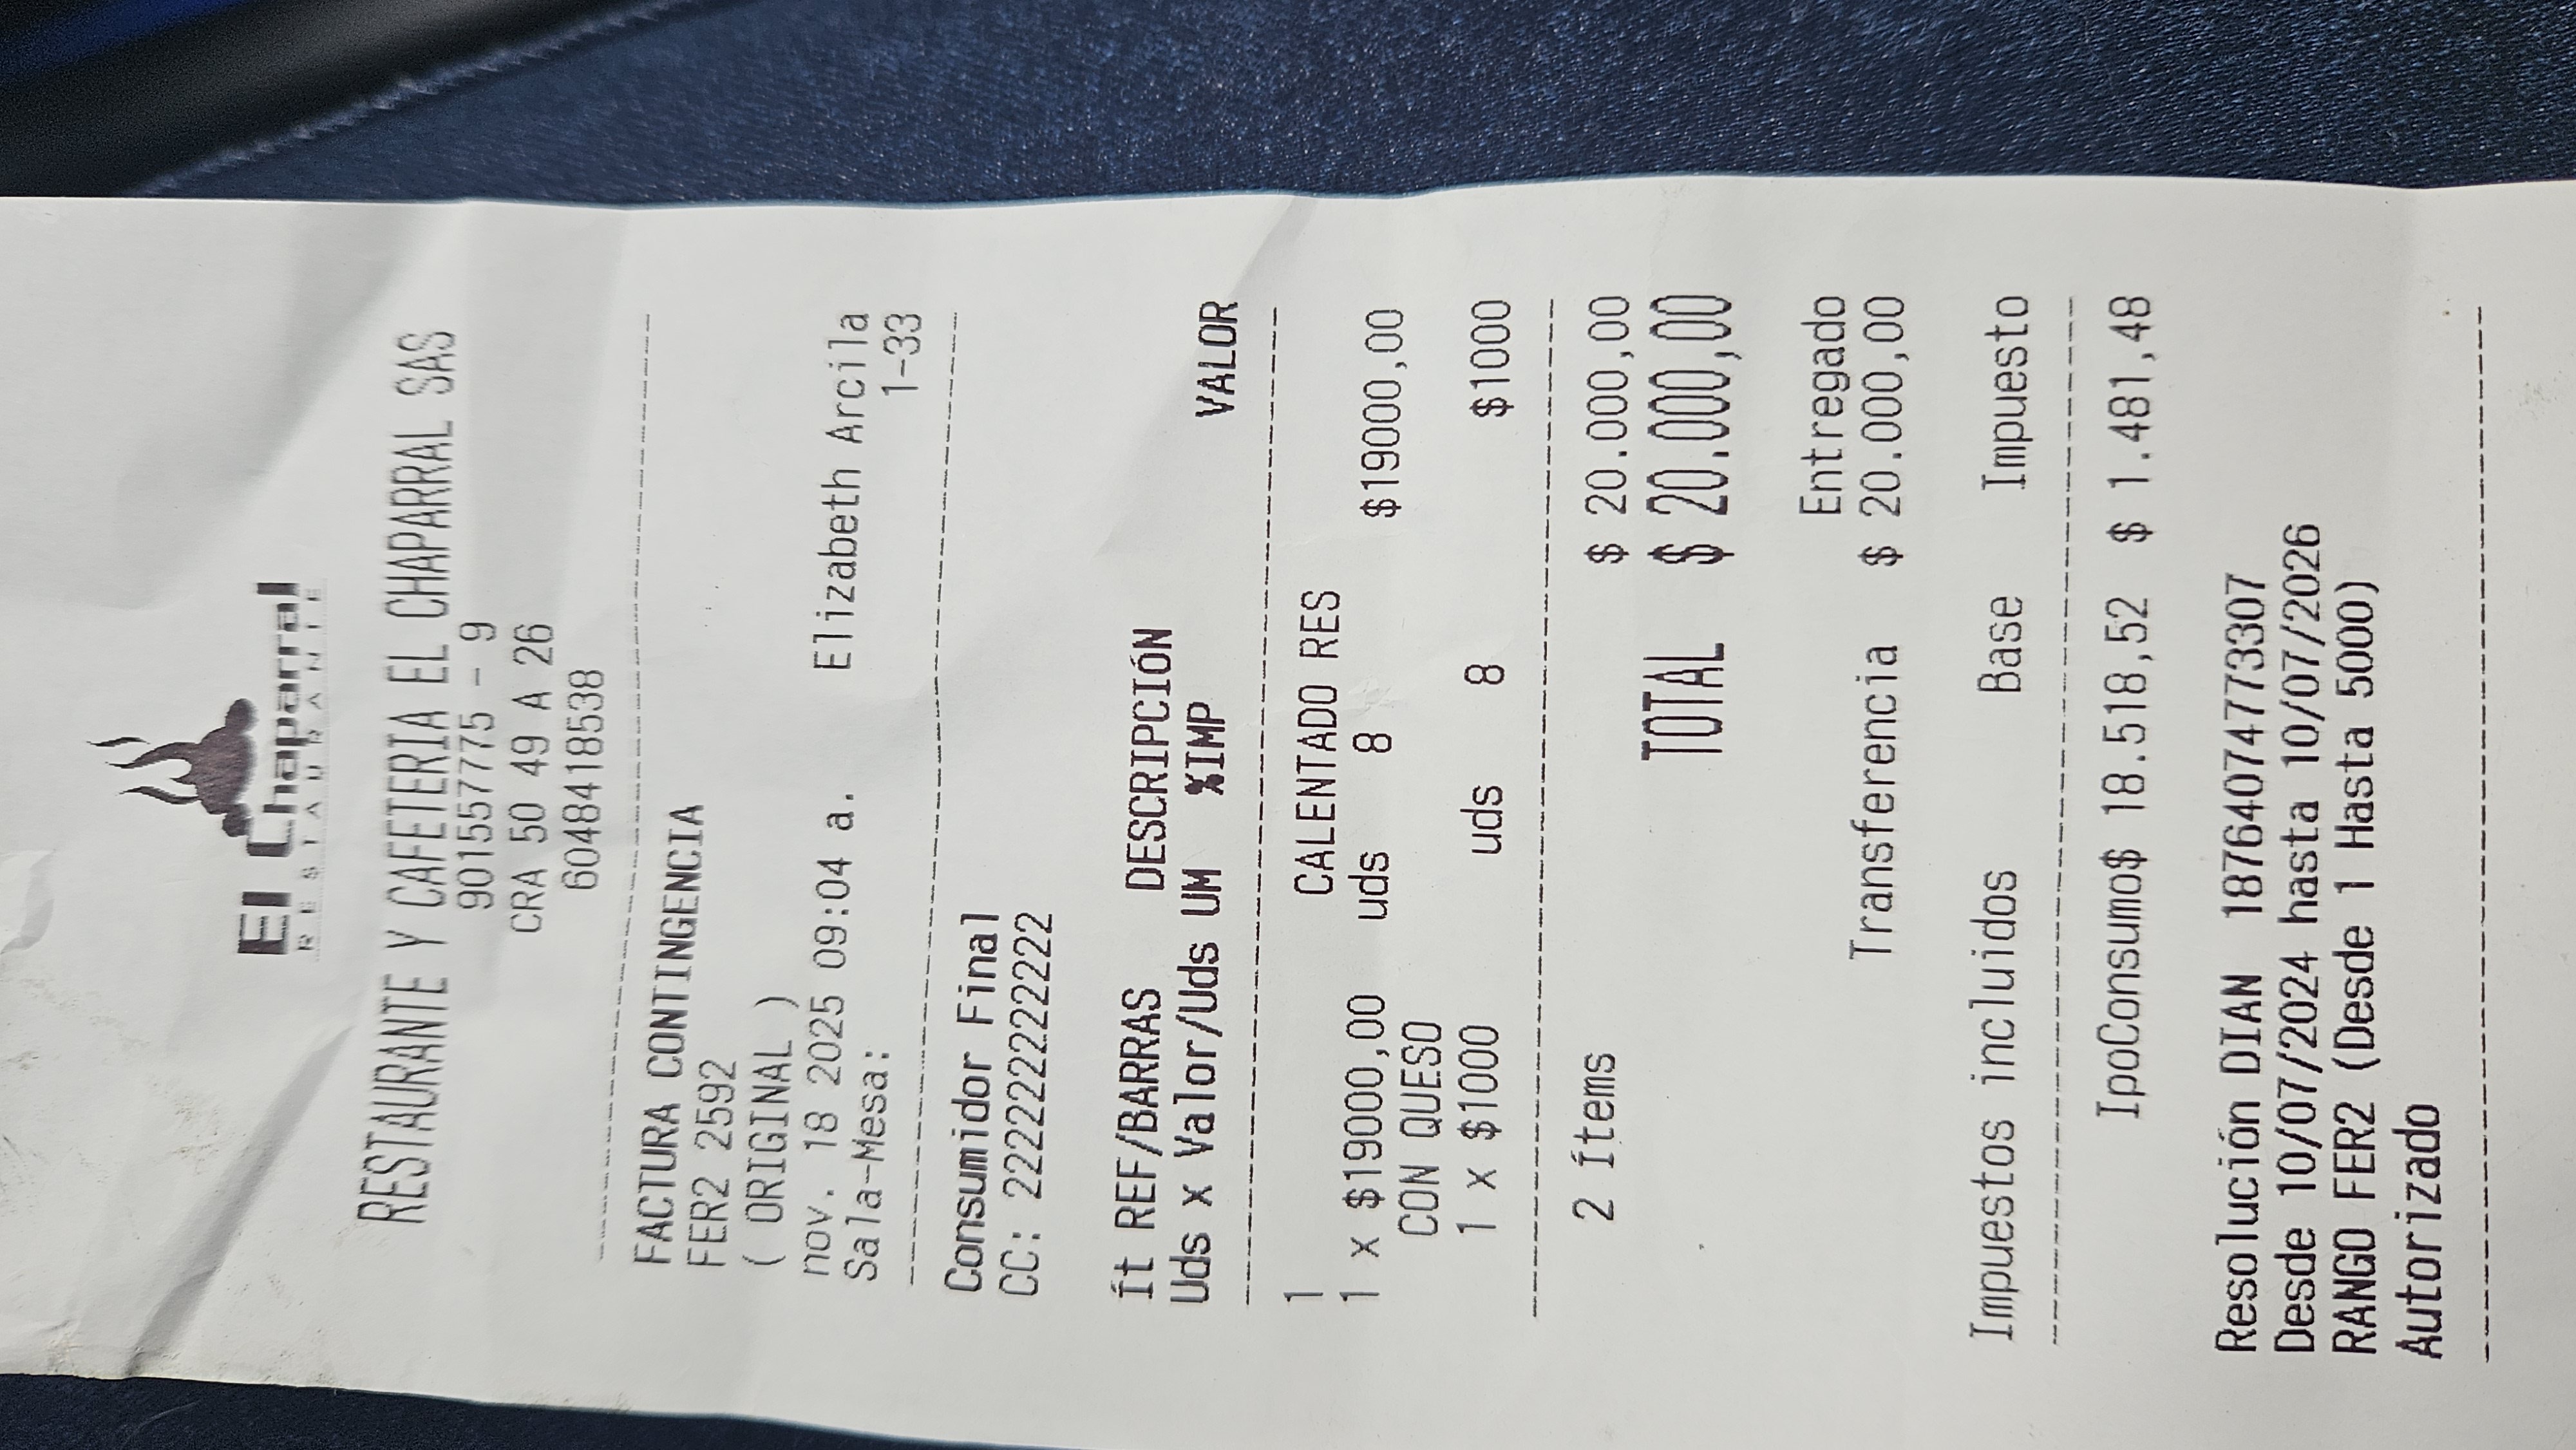 El Chaparral
RESTAURANTE
RESTAURANTE Y CAFETERIA EL CHAPARRAL SAS
901557775 - 9
CRA 50 49 A 26
6048418538
FACTURA CONTINGENCIA
FER2 2592
( ORIGINAL )
nov. 18 2025 09:04 a. Elizabeth Arcila
Sala-Mesa: 1-33
Consumidor Final
CC: 222222222222
Ít REF/BARRAS DESCRIPCIÓN
Uds x Valor/Uds UM %IMP VALOR
1 CALENTADO RES
1 x $19000,00 uds 8 $19000,00
CON QUESO
1 x $1000 uds 8 $1000
2 Ítems $ 20.000,00
TOTAL $ 20.000,00
Entregado
Transferencia $ 20.000,00
Impuestos incluidos Base Impuesto
IpoConsumo$ 18.518,52 $ 1.481,48
Resolución DIAN 18764074773307
Desde 10/07/2024 hasta 10/07/2026
RANGO FER2 (Desde 1 Hasta 5000)
Autorizado